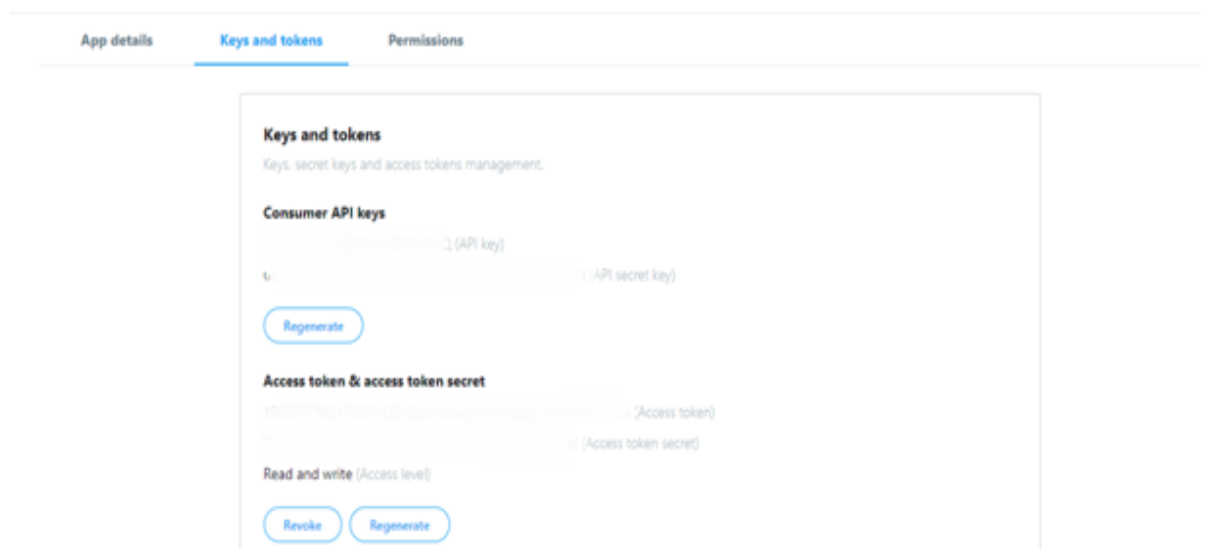 App details Keys and tokens Permissions
Keys and tokens
Keys, secret keys and access tokens management.
Consumer API keys
(API key)
(API secret key)
Regenerate
Access token & access token secret
(Access token)
(Access token secret)
Read and write (Access level)
Revoke Regenerate